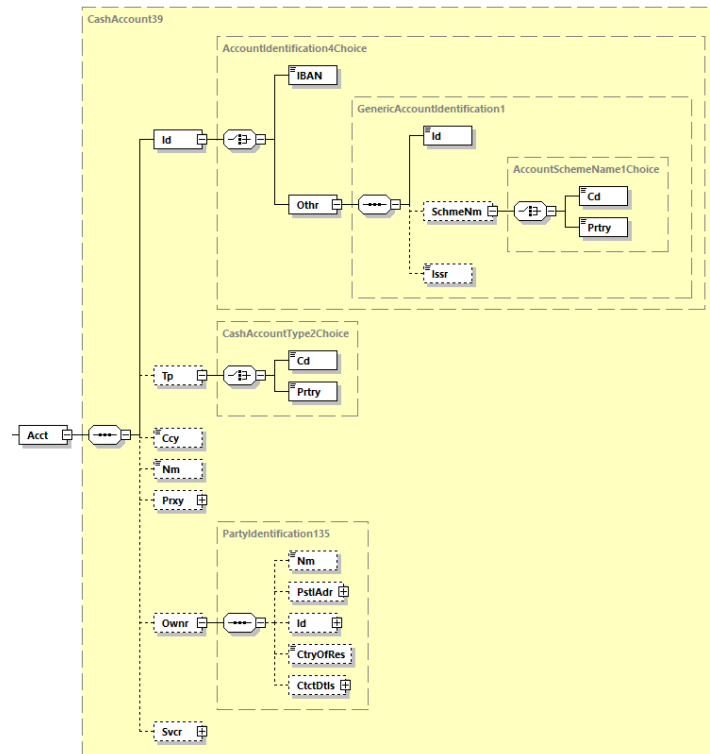 CashAccount39
AccountIdentification4Choice
IBAN
GenericAccountIdentification1
Id
Id
AccountSchemeName1Choice
Cd
Othr
SchmeNm
Prtry
Issr
CashAccountType2Choice
Cd
Tp
Prtry
Acct
Ccy
Nm
Prxy
PartyIdentification135
Nm
PstlAdr
Ownr
Id
CtryOfRes
CtctDtls
Svcr